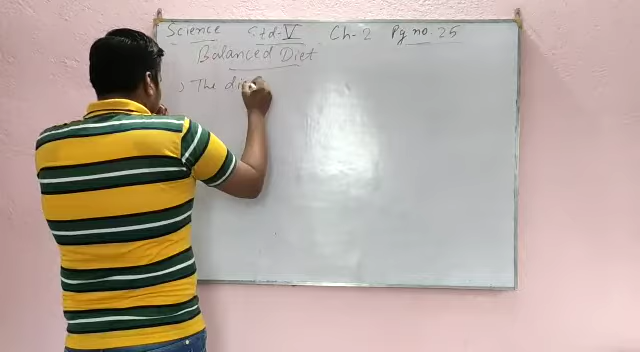 Science Std-V Ch-2 Pg.no.25
Balanced Diet
) The di